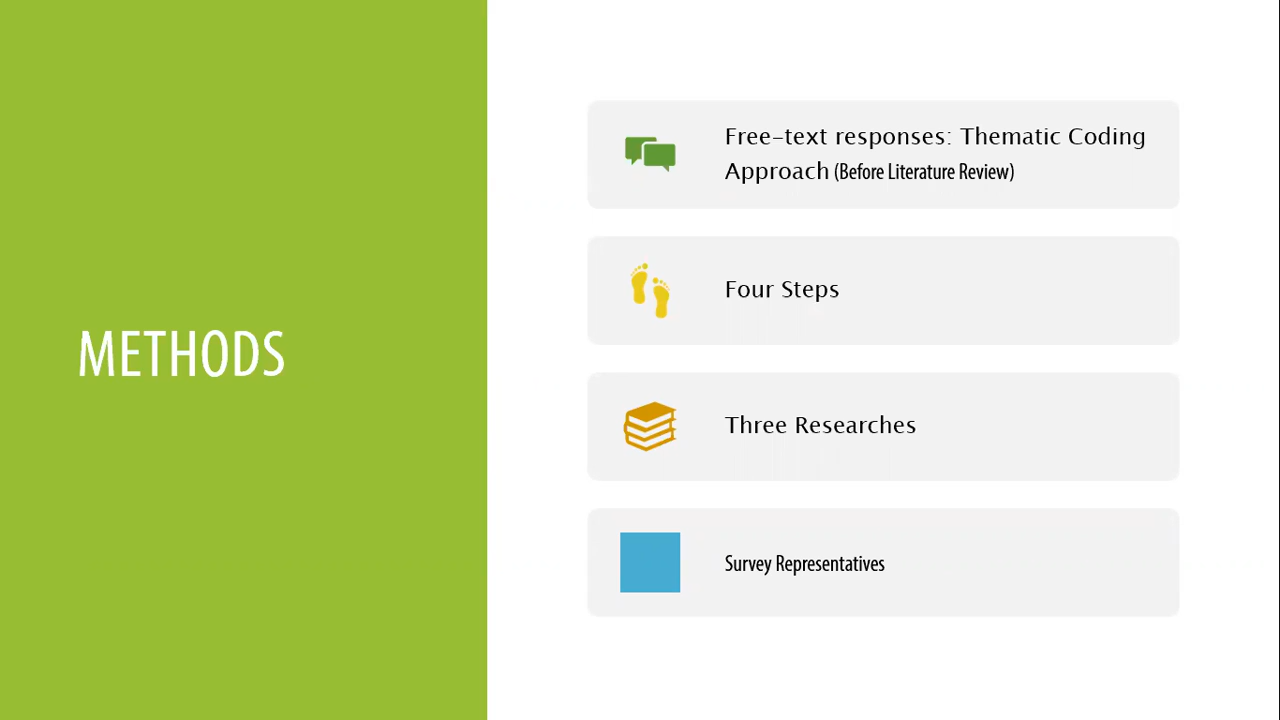 METHODS
Free-text responses: Thematic Coding
Approach (Before Literature Review)
Four Steps
Three Researches
Survey Representatives